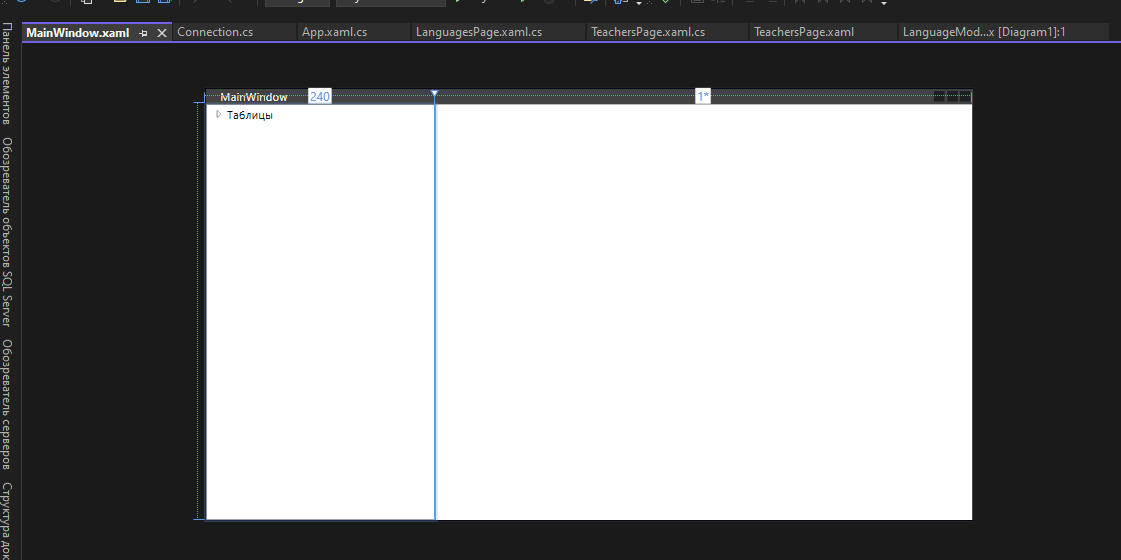 MainWindow.xaml Connection.cs App.xaml.cs LanguagesPage.xaml.cs TeachersPage.xaml.cs TeachersPage.xaml LanguageMod...x [Diagram1]:1
Панель элементов
Обозреватель объектов SQL Server
Обозреватель серверов
Структура док
MainWindow 240 1*
Таблицы